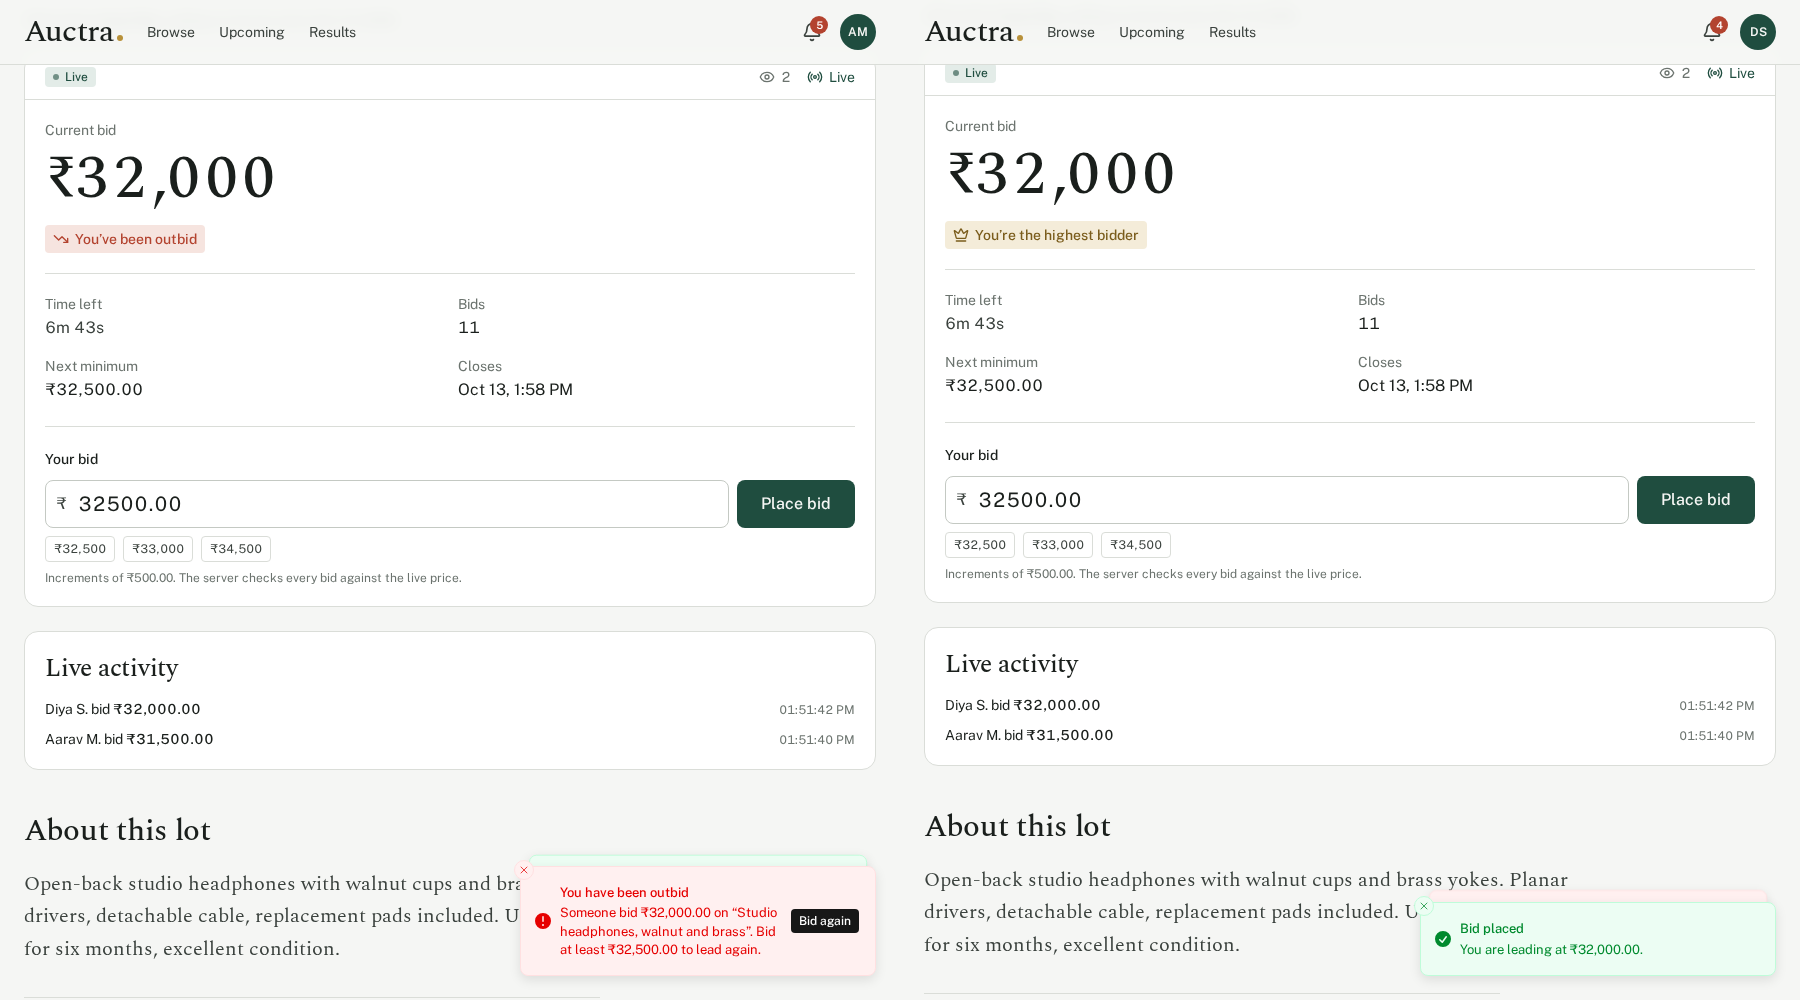 Auctra.
Browse
Upcoming
Results
5
AM
Live
2
Live
Current bid
₹32,000
You've been outbid
Time left
Bids
6m 43s
11
Next minimum
Closes
₹32,500.00
Oct 13, 1:58 PM
Your bid
₹ 32500.00
Place bid
₹32,500
₹33,000
₹34,500
Increments of ₹500.00. The server checks every bid against the live price.
Live activity
Diya S. bid ₹32,000.00
01:51:42 PM
Aarav M. bid ₹31,500.00
01:51:40 PM
About this lot
Open-back studio headphones with walnut cups and bra
drivers, detachable cable, replacement pads included. U
for six months, excellent condition.
You have been outbid
Someone bid ₹32,000.00 on “Studio
headphones, walnut and brass”. Bid
at least ₹32,500.00 to lead again.
Bid again
Auctra.
Browse
Upcoming
Results
4
DS
Live
2
Live
Current bid
₹32,000
You're the highest bidder
Time left
Bids
6m 43s
11
Next minimum
Closes
₹32,500.00
Oct 13, 1:58 PM
Your bid
₹ 32500.00
Place bid
₹32,500
₹33,000
₹34,500
Increments of ₹500.00. The server checks every bid against the live price.
Live activity
Diya S. bid ₹32,000.00
01:51:42 PM
Aarav M. bid ₹31,500.00
01:51:40 PM
About this lot
Open-back studio headphones with walnut cups and brass yokes. Planar
drivers, detachable cable, replacement pads included. U
for six months, excellent condition.
Bid placed
You are leading at ₹32,000.00.